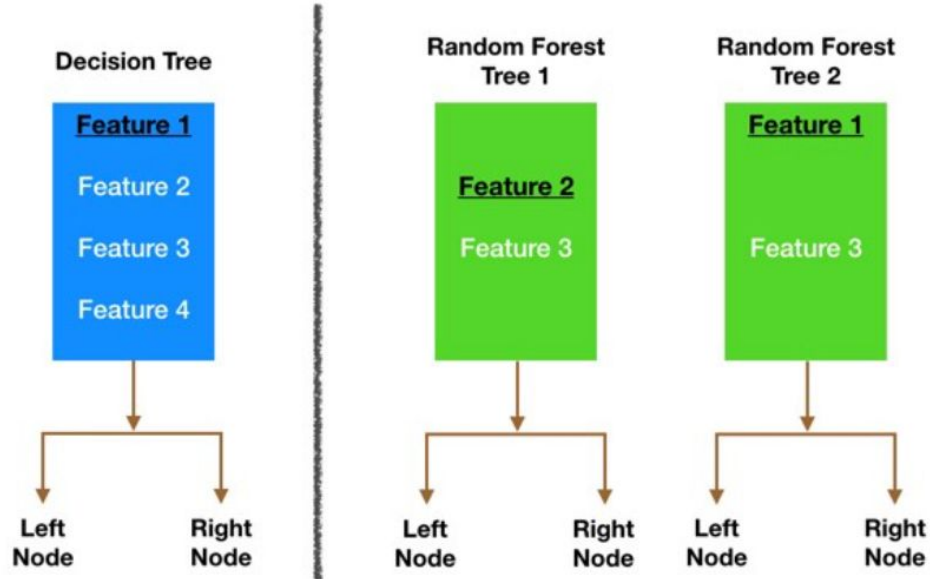 Decision Tree
Feature 1
Feature 2
Feature 3
Feature 4
Left
Node
Right
Node
Random Forest
Tree 1
Feature 2
Feature 3
Left
Node
Right
Node
Random Forest
Tree 2
Feature 1
Feature 3
Left
Node
Right
Node